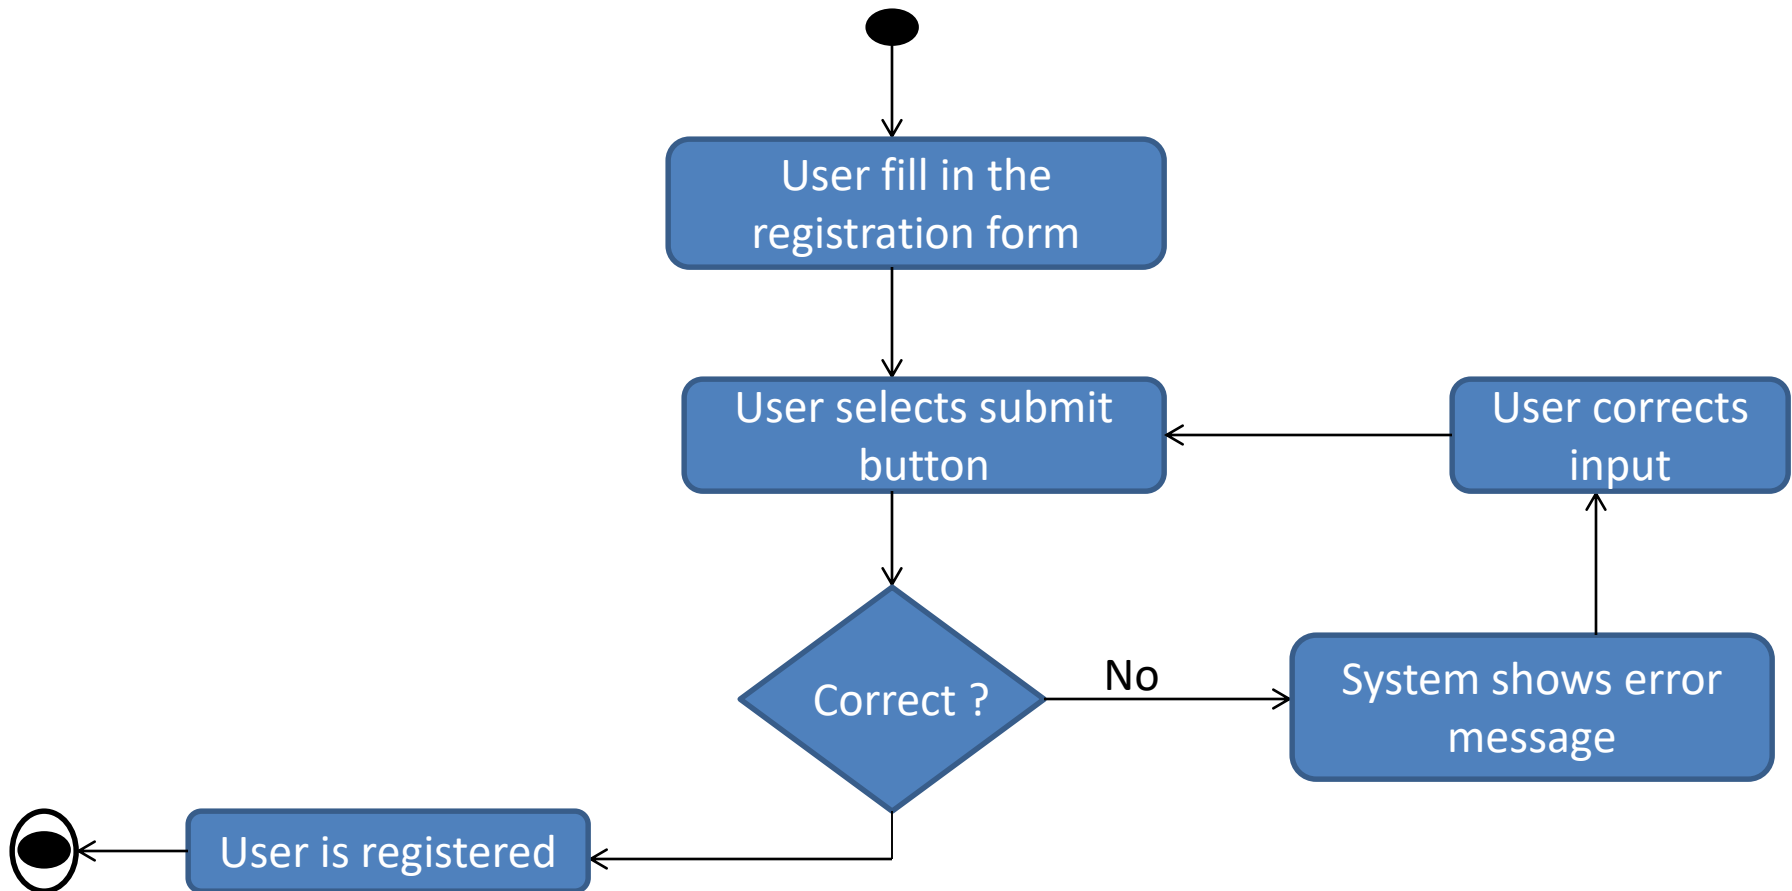 User fill in the
registration form
User selects submit
button
User corrects
input
Correct ?
No
System shows error
message
User is registered